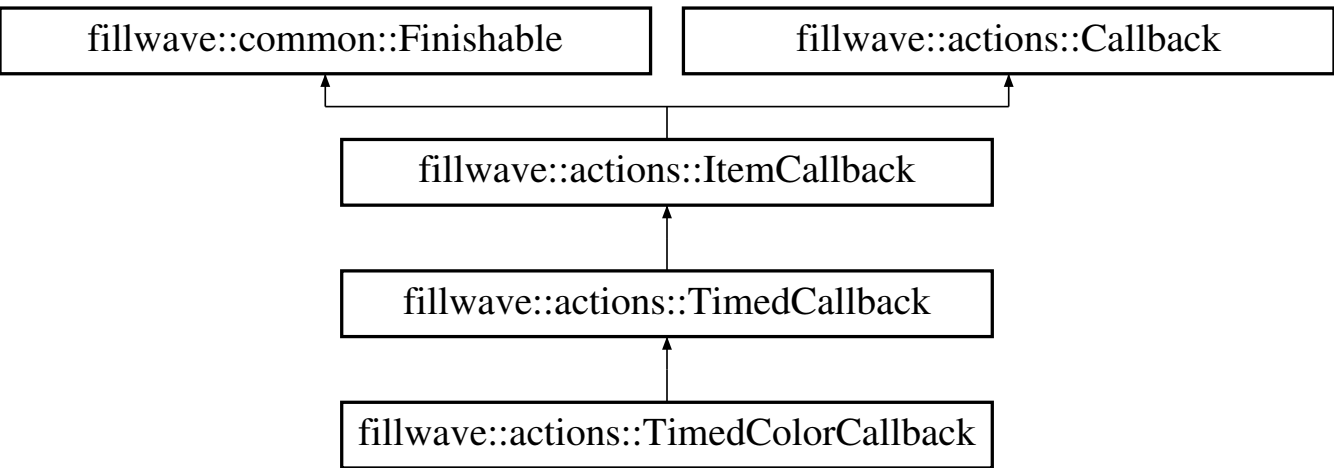 fillwave::common::Finishable
fillwave::actions::Callback
fillwave::actions::ItemCallback
fillwave::actions::TimedCallback
fillwave::actions::TimedColorCallback